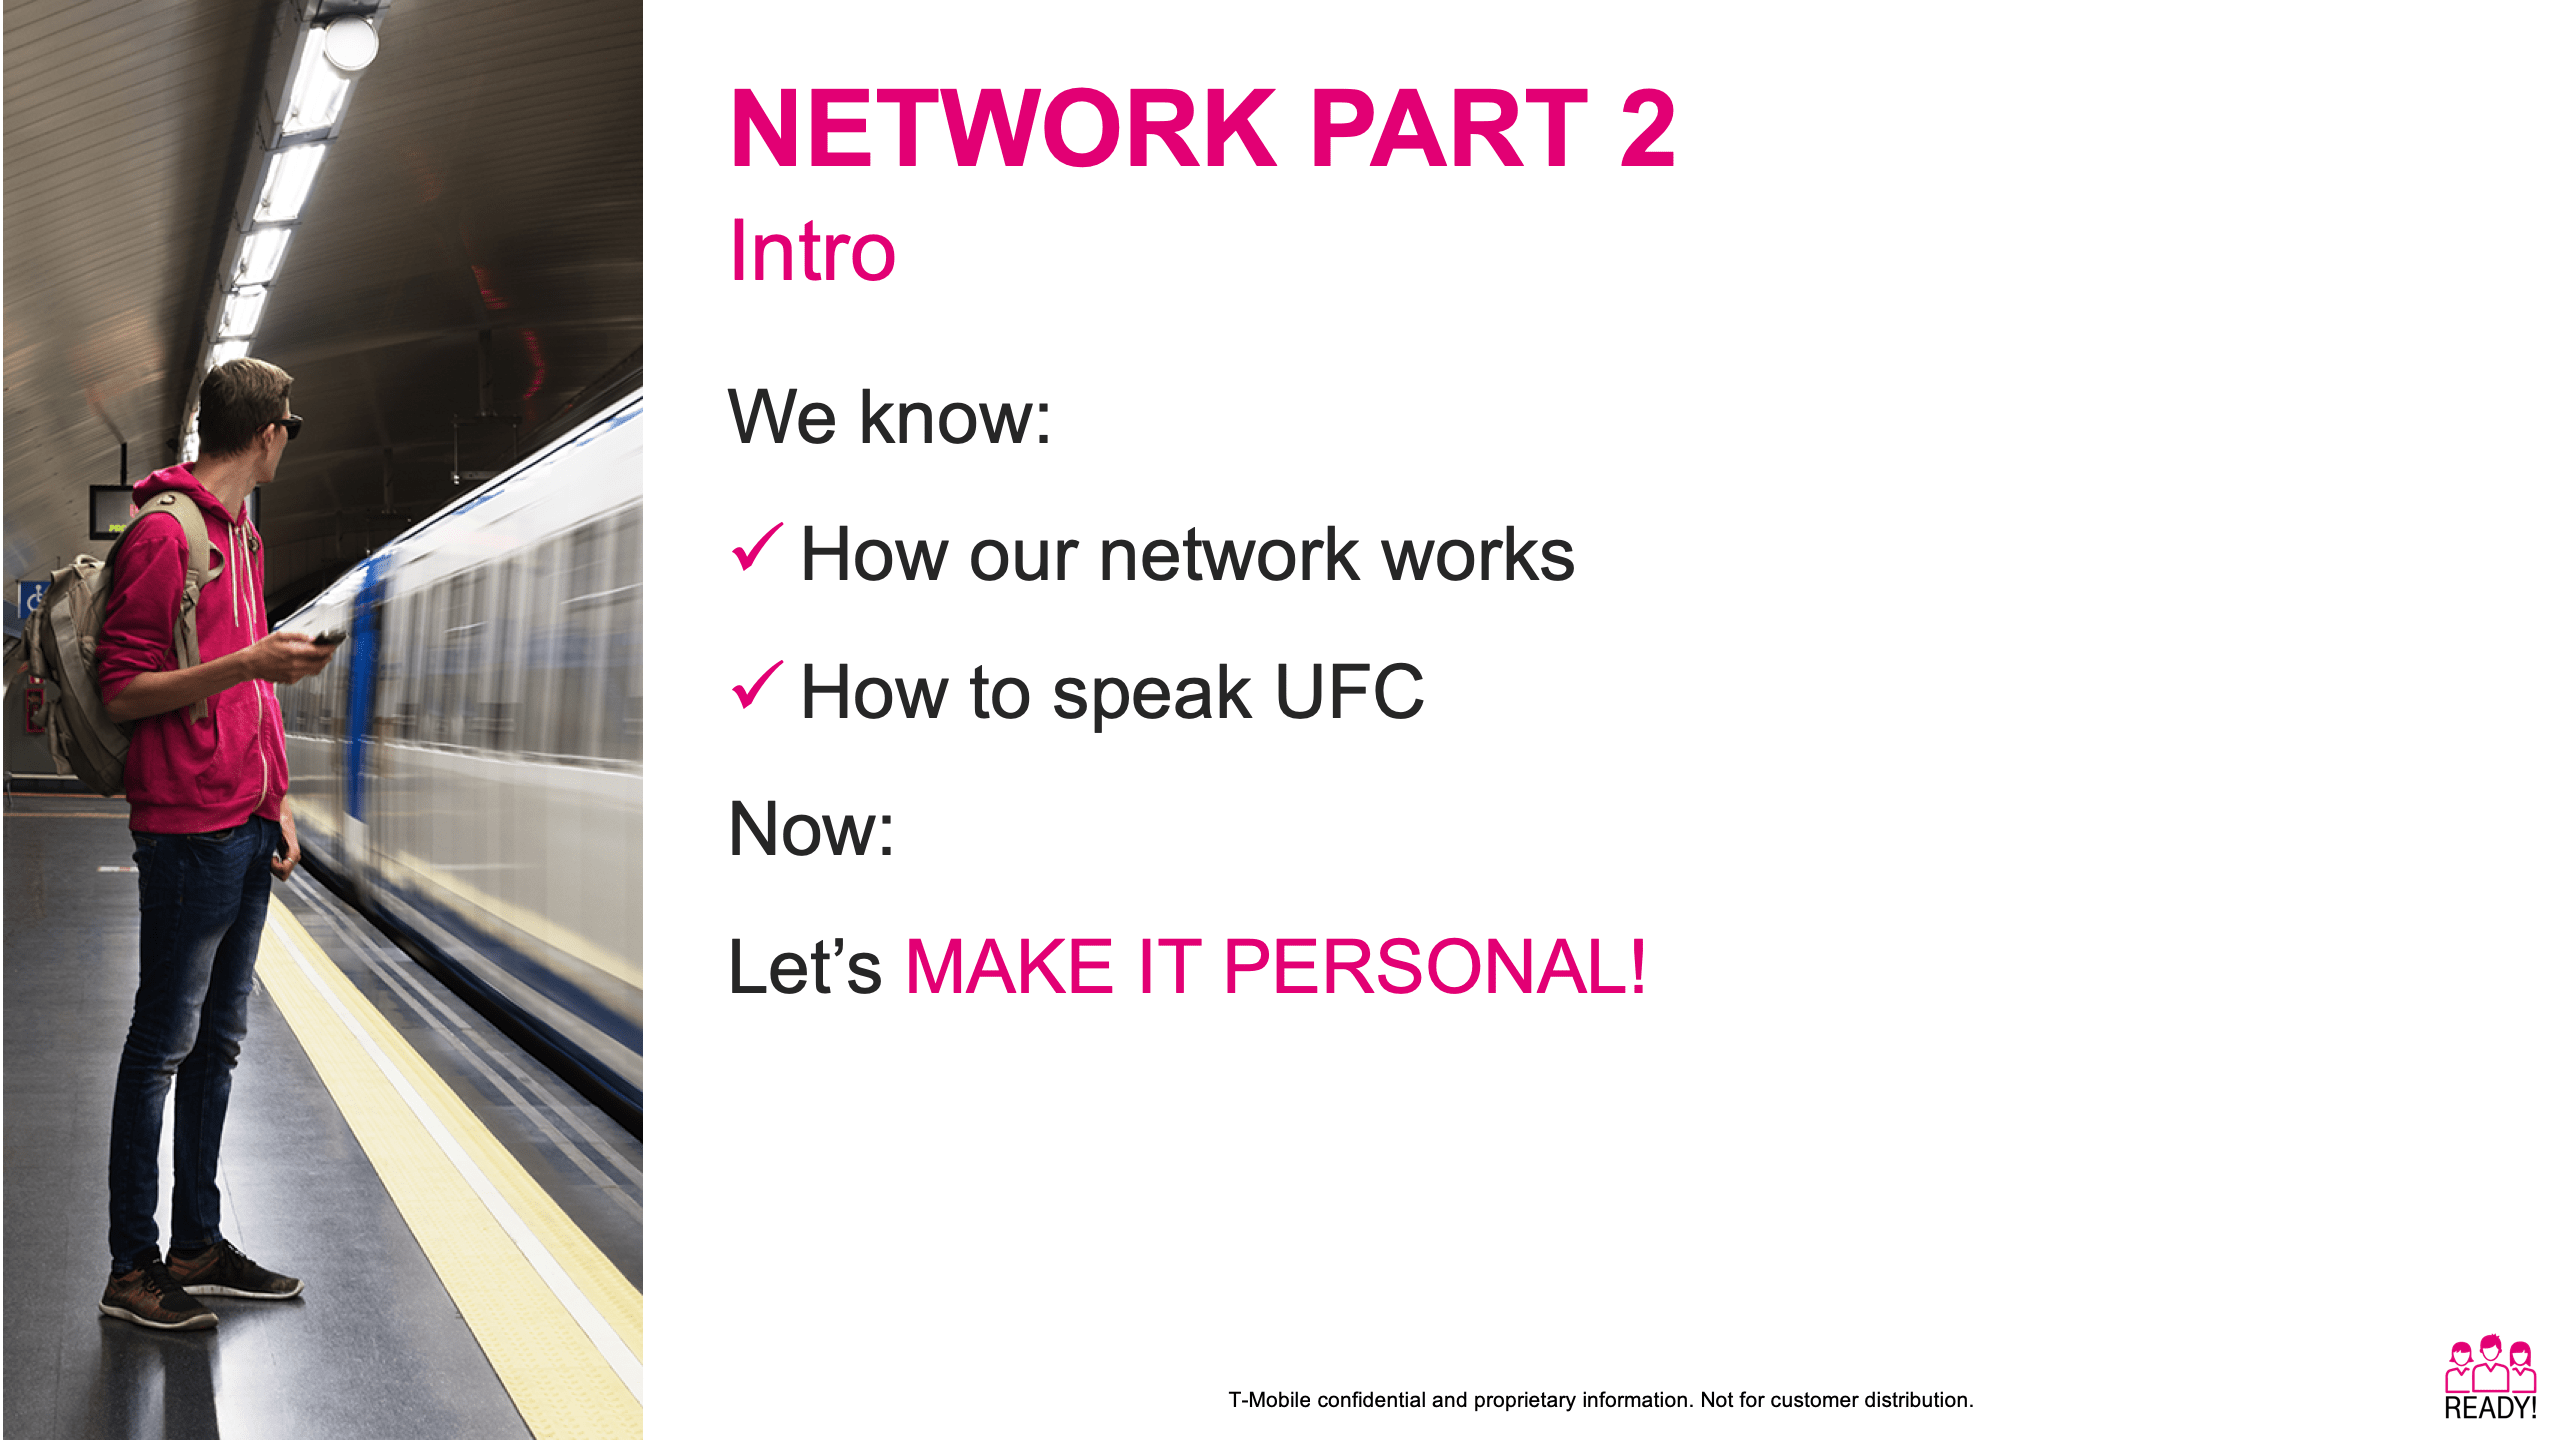 NETWORK PART 2
Intro
We know:
✓ How our network works
✓ How to speak UFC
Now:
Let’s MAKE IT PERSONAL!
T-Mobile confidential and proprietary information. Not for customer distribution.
READY!